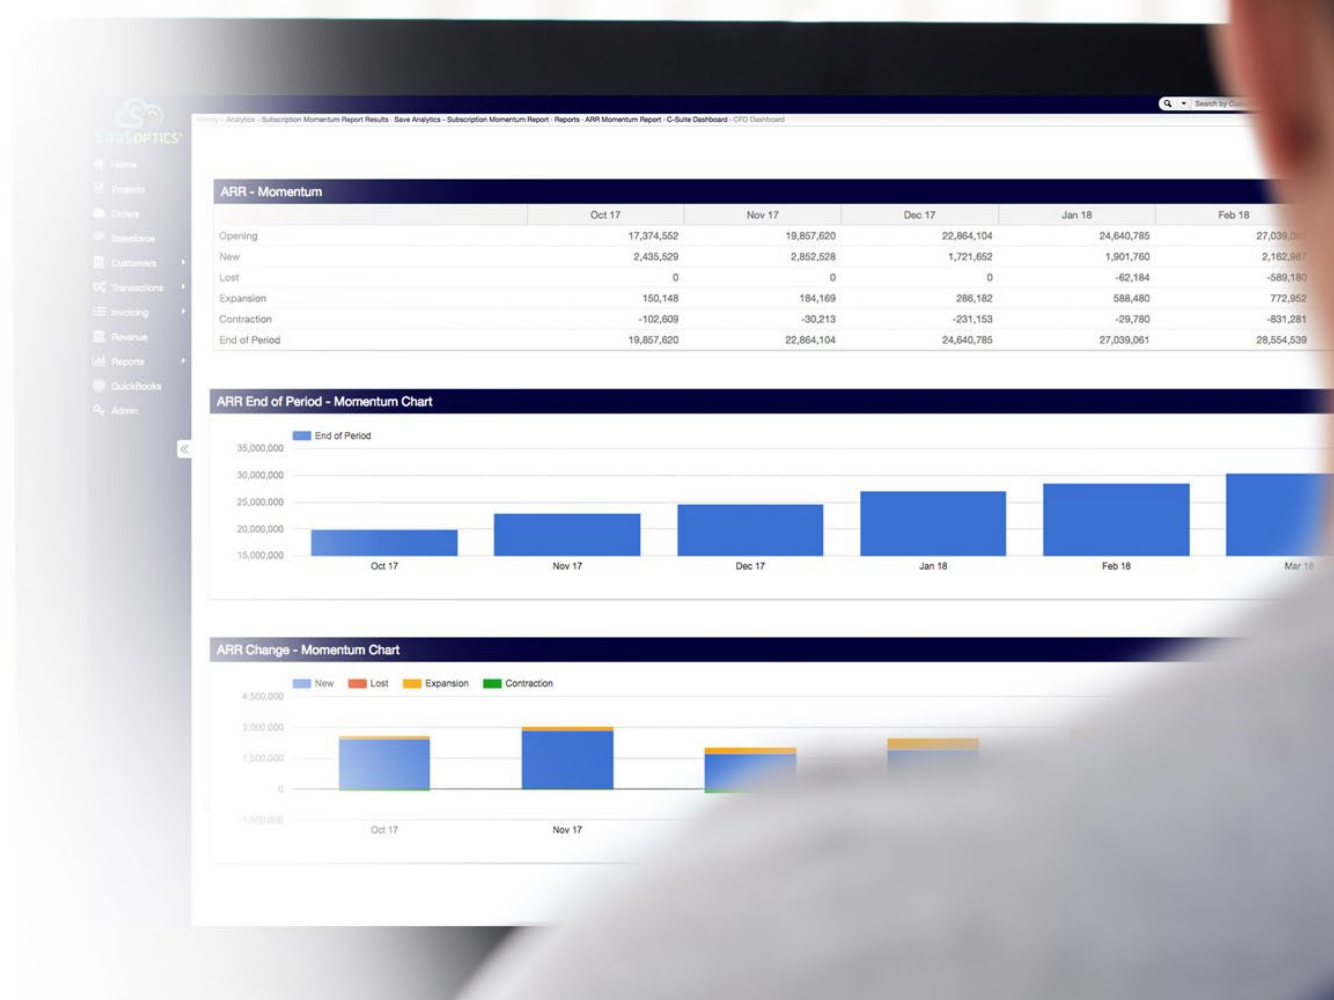 SaaSOPTICS
Search by
Analytics - Subscription Momentum Report Results - Save Analytics - Subscription Momentum Report - Reports - ARR Momentum Report - C-Suite Dashboard - CFO Dashboard
Home
Projects
Orders
Salesforce
Customers
Transactions
Invoicing
Revenue
Reports
QuickBooks
Admin
ARR - Momentum
Oct 17 Nov 17 Dec 17 Jan 18 Feb 18
Opening 17,374,552 19,857,620 22,864,104 24,640,785 27,039,061
New 2,435,529 2,852,528 1,721,652 1,901,760 2,162,987
Lost 0 0 0 -62,184 -589,180
Expansion 150,148 184,169 286,182 588,480 772,952
Contraction -102,609 -30,213 -231,153 -29,780 -831,281
End of Period 19,857,620 22,864,104 24,640,785 27,039,061 28,554,539
ARR End of Period - Momentum Chart
End of Period
35,000,000
30,000,000
25,000,000
20,000,000
15,000,000
Oct 17 Nov 17 Dec 17 Jan 18 Feb 18 Mar 18
ARR Change - Momentum Chart
New Lost Expansion Contraction
4,500,000
3,000,000
1,500,000
0
-1,500,000
Oct 17 Nov 17